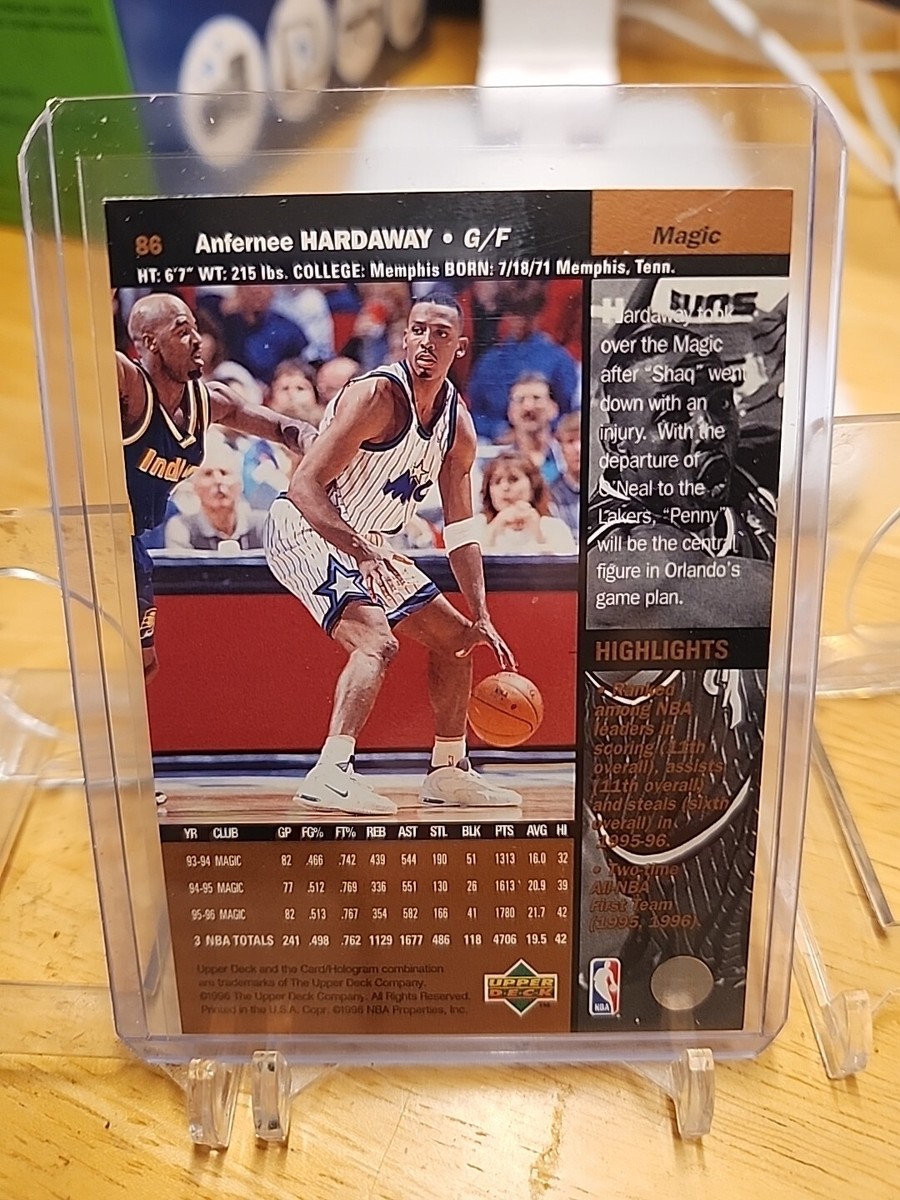 86 Anfernee HARDAWAY • G/F
Magic
HT: 6'7" WT: 215 lbs. COLLEGE: Memphis BORN: 7/18/71 Memphis, Tenn.
SUNS
Hardaway took
over the Magic
after "Shaq" went
down with an
injury. With the
departure of
O'Neal to the
Lakers, "Penny"
will be the central
figure in Orlando's
game plan.
HIGHLIGHTS
• Ranked
among NBA
leaders in
scoring (11th
overall), assists
(11th overall)
and steals (sixth
overall) in
1995-96.
• Two-time
All-NBA
First Team
(1995, 1996).
YR CLUB GP FG% FT% REB AST STL BLK PTS AVG HI
93-94 MAGIC 82 .466 .742 439 544 190 51 1313 16.0 32
94-95 MAGIC 77 .512 .769 336 551 130 26 1613 20.9 39
95-96 MAGIC 82 .513 .767 354 582 166 41 1780 21.7 42
3 NBA TOTALS 241 .498 .762 1129 1677 486 118 4706 19.5 42
Upper Deck and the Card/Hologram combination
are trademarks of The Upper Deck Company.
©1996 The Upper Deck Company. All Rights Reserved.
Printed in the U.S.A. Copr. ©1996 NBA Properties, Inc.
UPPER
DECK
NBA